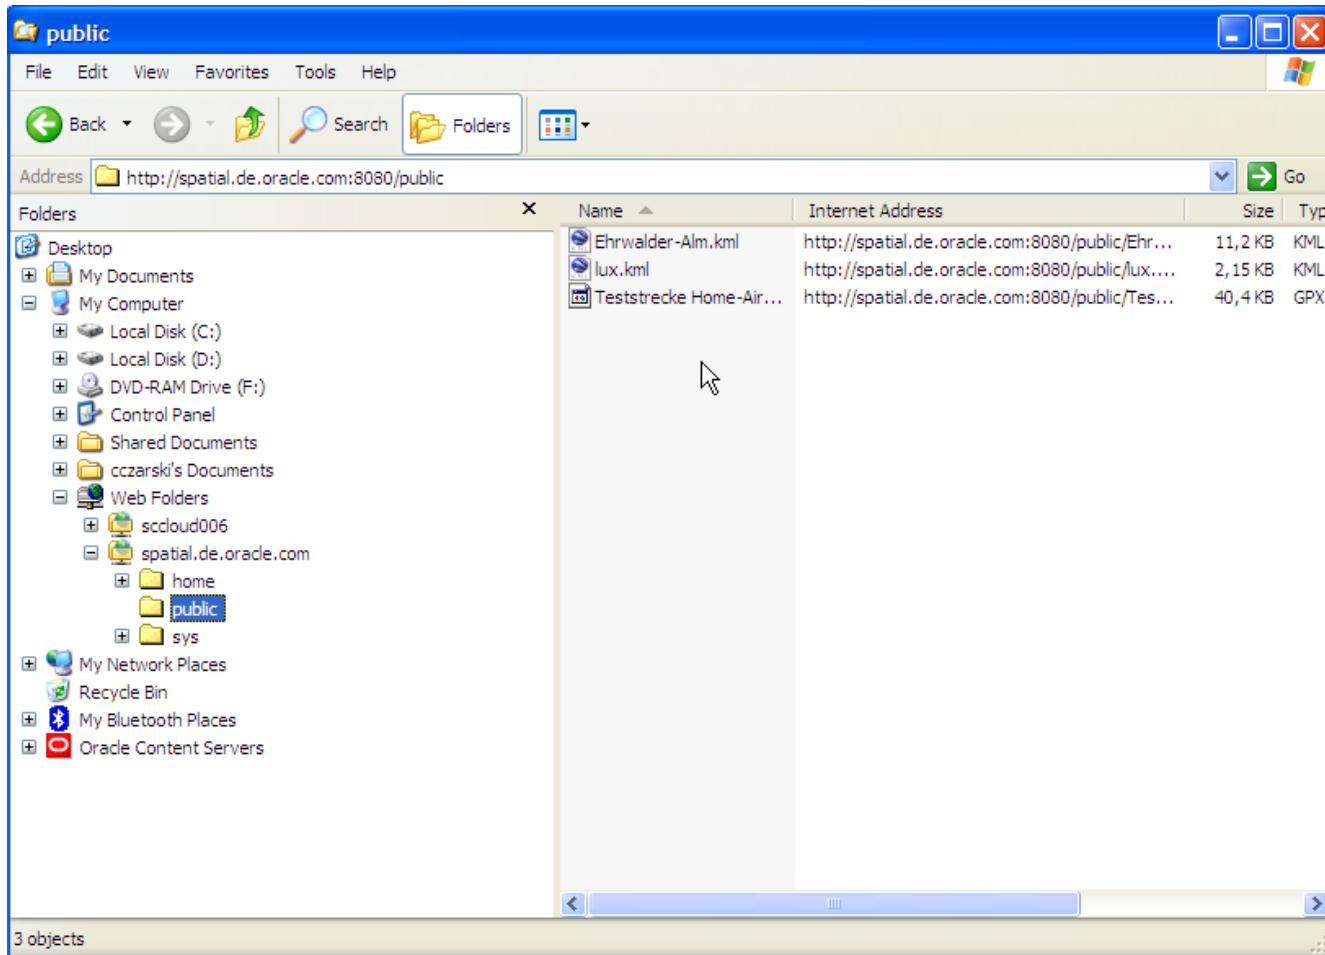 public
File Edit View Favorites Tools Help
Back Search Folders
Address http://spatial.de.oracle.com:8080/public Go
Folders
Desktop
My Documents
My Computer
Local Disk (C:)
Local Disk (D:)
DVD-RAM Drive (F:)
Control Panel
Shared Documents
cczarski's Documents
Web Folders
sccloud006
spatial.de.oracle.com
home
public
sys
My Network Places
Recycle Bin
My Bluetooth Places
Oracle Content Servers
Name Internet Address Size Typ
Ehrwalder-Alm.kml http://spatial.de.oracle.com:8080/public/Ehr... 11,2 KB KML
lux.kml http://spatial.de.oracle.com:8080/public/lux.... 2,15 KB KML
Teststrecke Home-Air... http://spatial.de.oracle.com:8080/public/Tes... 40,4 KB GPX
3 objects